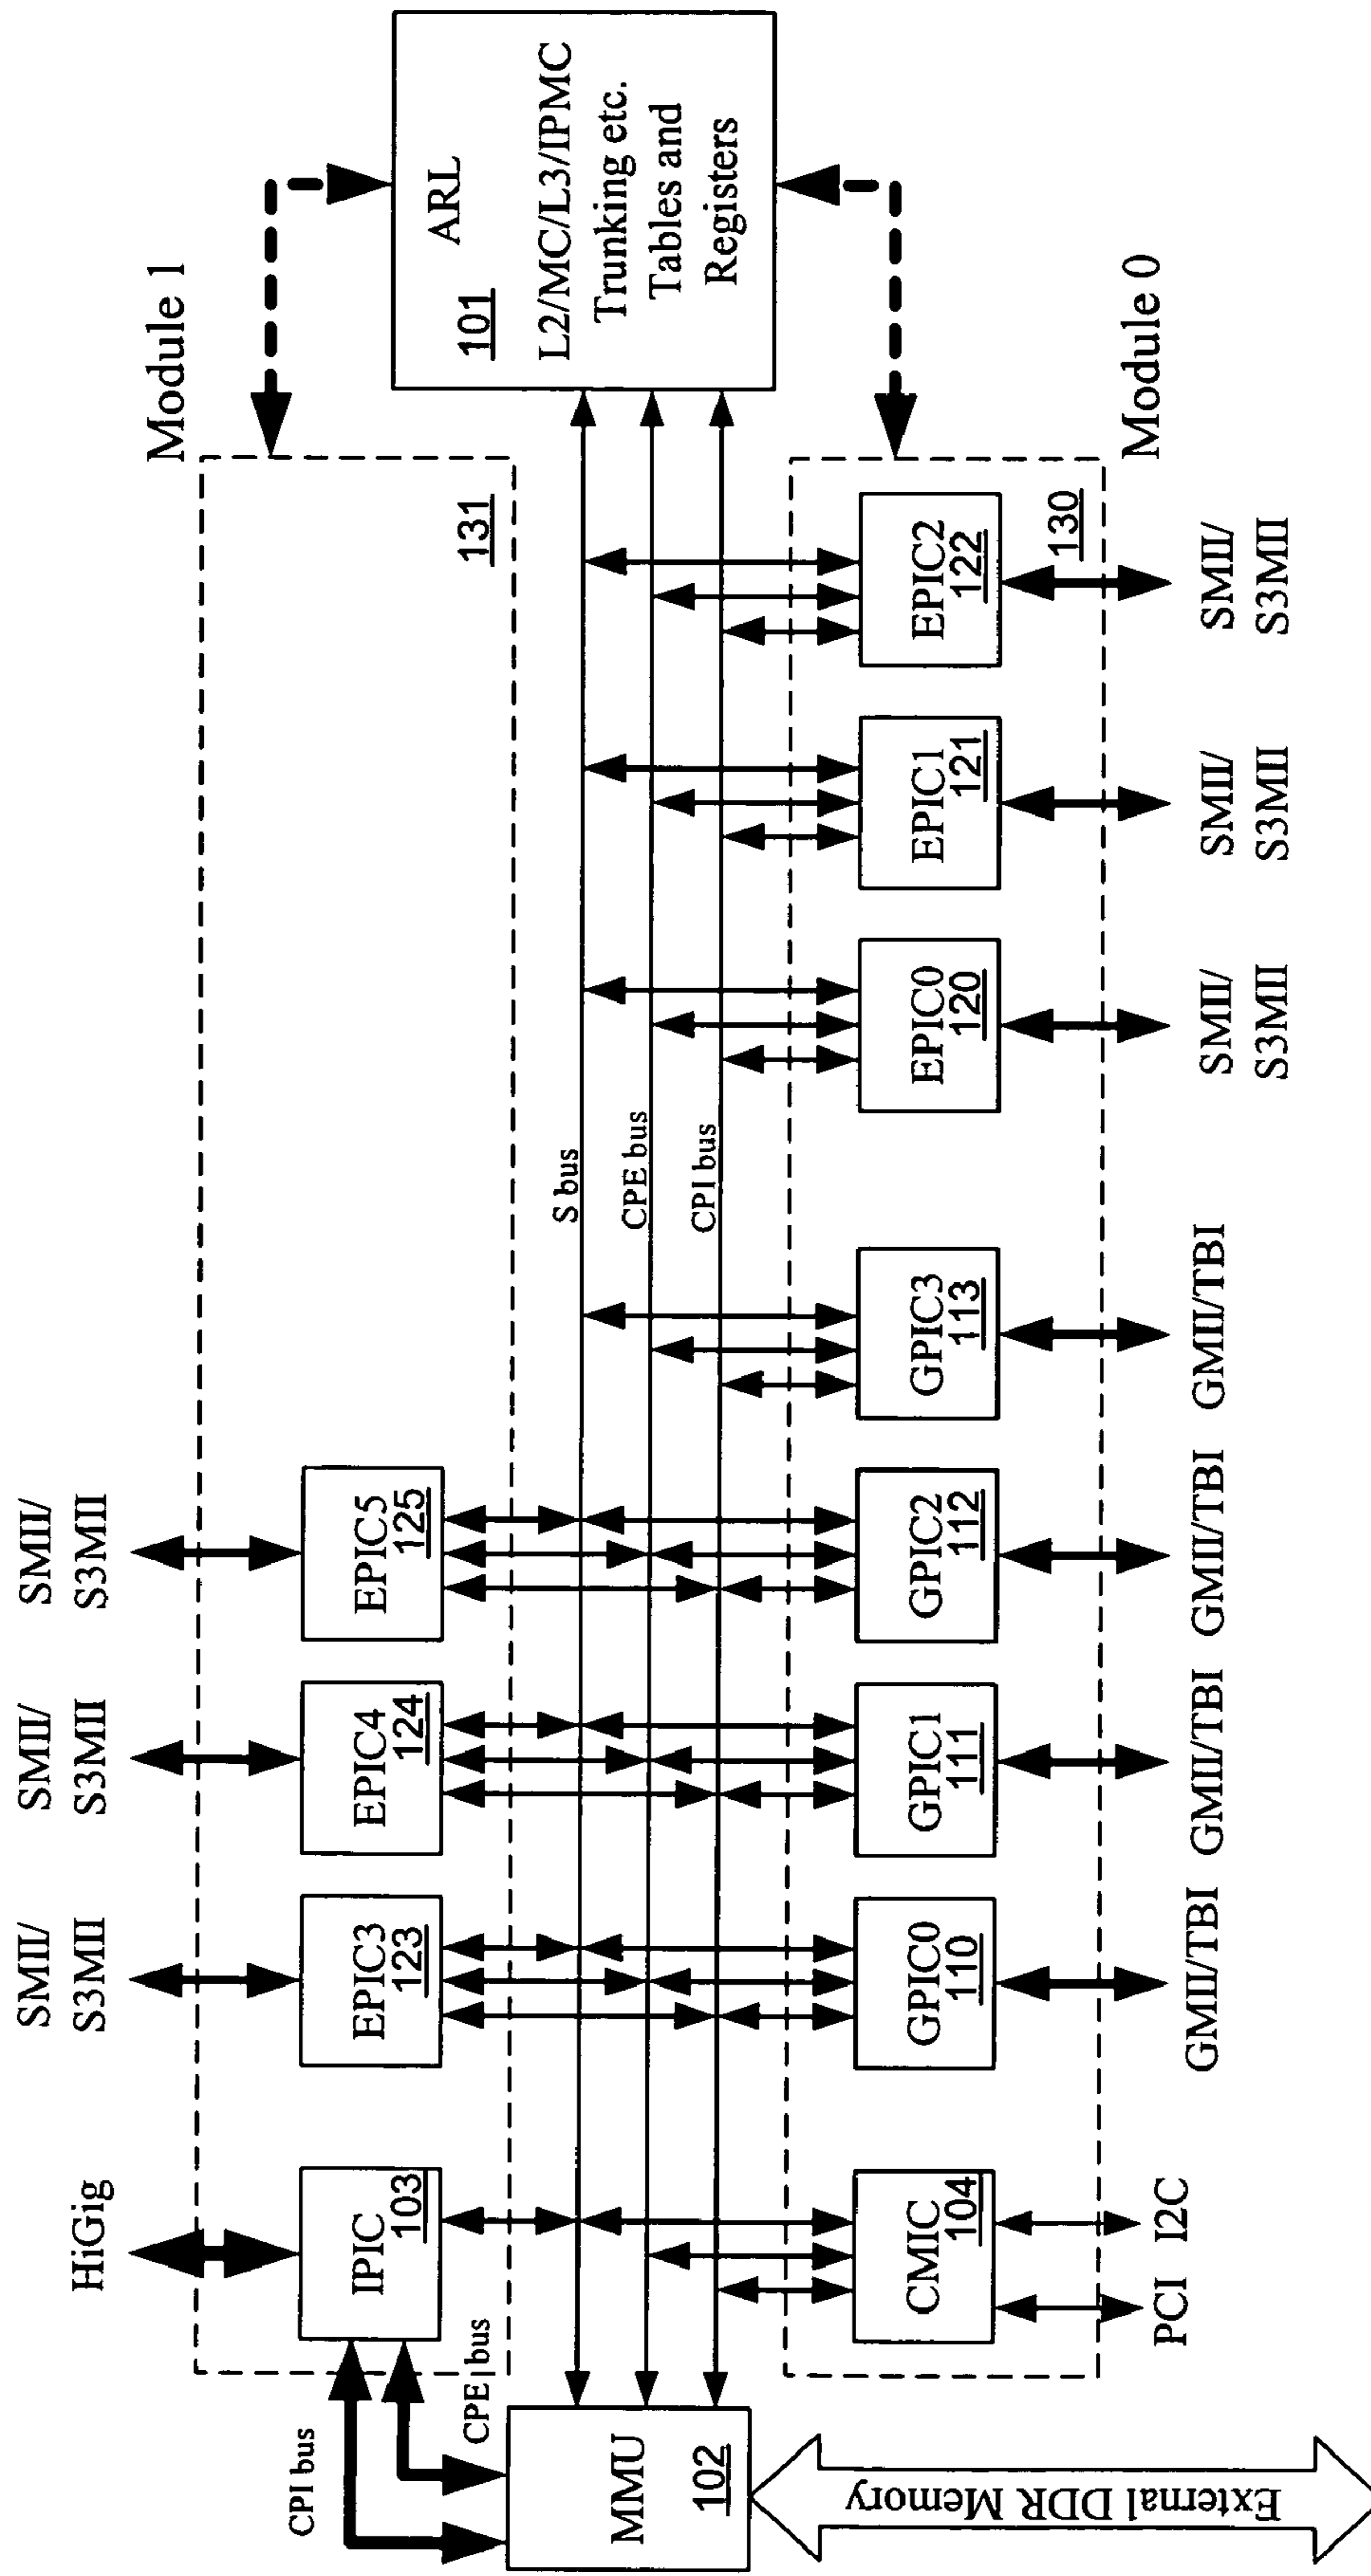 Module 1
SMII/
S3MII
SMII/
S3MII
SMII/
S3MII
HiGig
131
EPIC5
125
EPIC4
124
EPIC3
123
IPIC
103
CPI bus
CPE bus
S bus
CPE bus
CPI bus
ARL
101
L2/MC/L3/IPMC
Trunking etc.
Tables and
Registers
MMU
102
External DDR Memory
CMIC
104
GPIC0
110
GPIC1
111
GPIC2
112
GPIC3
113
EPIC0
120
EPIC1
121
EPIC2
122
130
Module 0
PCI
I2C
GMII/TBI
GMII/TBI
GMII/TBI
GMII/TBI
SMII/
S3MII
SMII/
S3MII
SMII/
S3MII